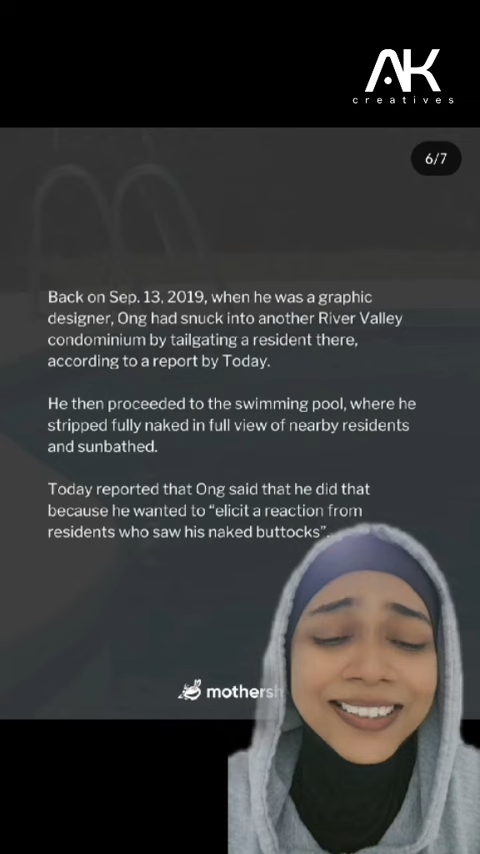 AK
creatives
6/7
Back on Sep. 13, 2019, when he was a graphic
designer, Ong had snuck into another River Valley
condominium by tailgating a resident there,
according to a report by Today.
He then proceeded to the swimming pool, where he
stripped fully naked in full view of nearby residents
and sunbathed.
Today reported that Ong said that he did that
because he wanted to “elicit a reaction from
residents who saw his naked buttocks”.
mothersh